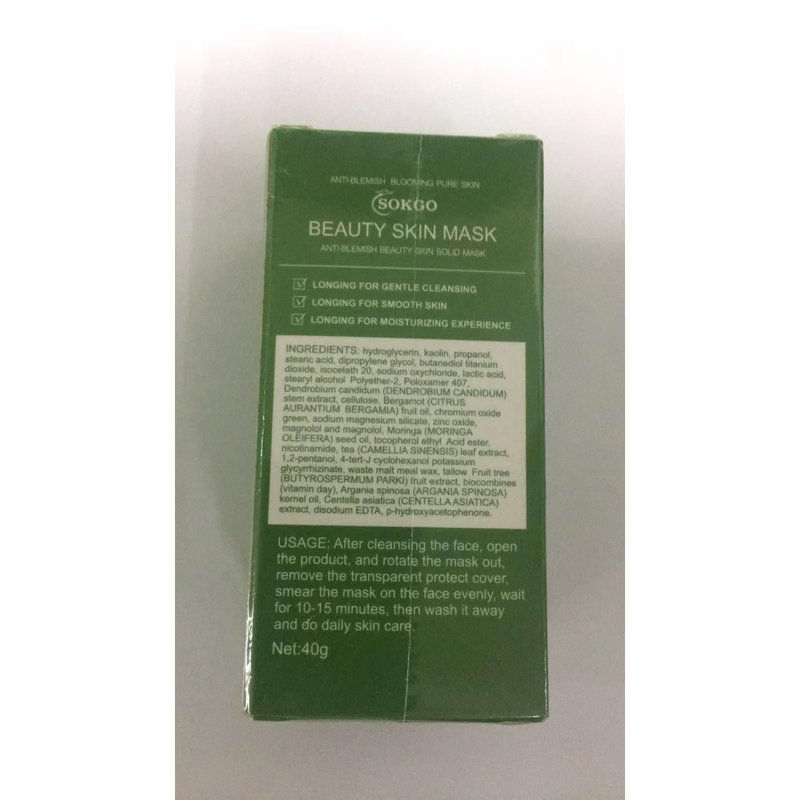 ANTI-BLEMISH BLOOMING PURE SKIN
SOKGO
BEAUTY SKIN MASK
ANTI-BLEMISH BEAUTY SKIN SOLID MASK
LONGING FOR GENTLE CLEANSING
LONGING FOR SMOOTH SKIN
LONGING FOR MOISTURIZING EXPERIENCE
INGREDIENTS: hydroglycerin, kaolin, propanol,
stearic acid, dipropylene glycol, butanediol titanium
dioxide, isoceteth 20, sodium oxychloride, lactic acid,
stearyl alcohol Polyether-2, Poloxamer 407,
Dendrobium candidum (DENDROBIUM CANDIDUM)
stem extract, cellulose, Bergamot (CITRUS
AURANTIUM BERGAMIA) fruit oil, chromium oxide
green, sodium magnesium silicate, zinc oxide,
magnolol and magnolol, Moringa (MORINGA
OLEIFERA) seed oil, tocopherol ethyl Acid ester,
nicotinamide, tea (CAMELLIA SINENSIS) leaf extract,
1,2-pentanol, 4-tert-J cyclohexanol potassium
glycyrrhizinate, waste malt meal wax, tallow Fruit tree
(BUTYROSPERMUM PARKI) fruit extract, biocombines
(vitamin day), Argania spinosa (ARGANIA SPINOSA)
kernel oil, Centella asiatica (CENTELLA ASIATICA)
extract, disodium EDTA, p-hydroxyacetophenone.
USAGE: After cleansing the face, open
the product, and rotate the mask out,
remove the transparent protect cover,
smear the mask on the face evenly, wait
for 10-15 minutes, then wash it away
and do daily skin care.
Net:40g